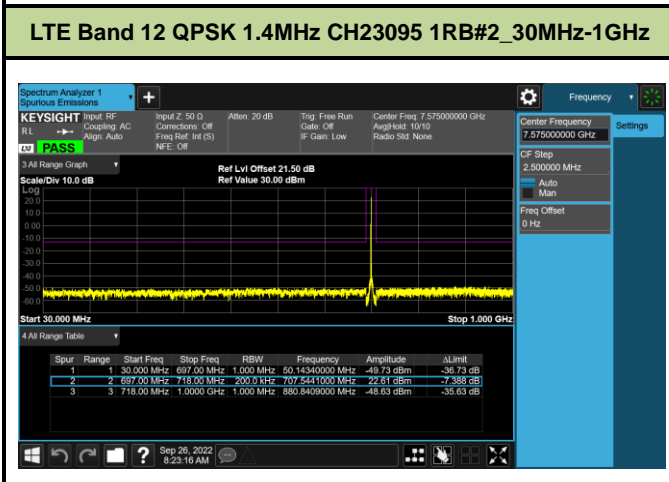 LTE Band 12 QPSK 1.4MHz CH23095 1RB#2_30MHz-1GHz
Spectrum Analyzer 1
Spurious Emissions
+
Frequency
KEYSIGHT
RL
LXI
PASS
Input: RF
Coupling: AC
Align: Auto
Input Z: 50 Ω
Corrections: Off
Freq Ref: Int (S)
NFE: Off
Atten: 20 dB
Trig: Free Run
Gate: Off
IF Gain: Low
Center Freq: 7.575000000 GHz
Avg|Hold: 10/10
Radio Std: None
Center Frequency
7.575000000 GHz
Settings
CF Step
2.500000 MHz
Auto
Man
Freq Offset
0 Hz
3 All Range Graph
Scale/Div 10.0 dB
Ref Lvl Offset 21.50 dB
Ref Value 30.00 dBm
Log
20.0
10.0
0.00
-10.0
-20.0
-30.0
-40.0
-50.0
-60.0
Start 30.000 MHz
Stop 1.000 GHz
4 All Range Table
Spur Range Start Freq Stop Freq RBW Frequency Amplitude ΔLimit
1 1 30.000 MHz 697.00 MHz 1.000 MHz 50.14340000 MHz -49.73 dBm -36.73 dB
2 2 697.00 MHz 718.00 MHz 200.0 kHz 707.5441000 MHz 22.61 dBm -7.388 dB
3 3 718.00 MHz 1.0000 GHz 1.000 MHz 880.8409000 MHz -48.63 dBm -35.63 dB
?
Sep 26, 2022
8:23:16 AM